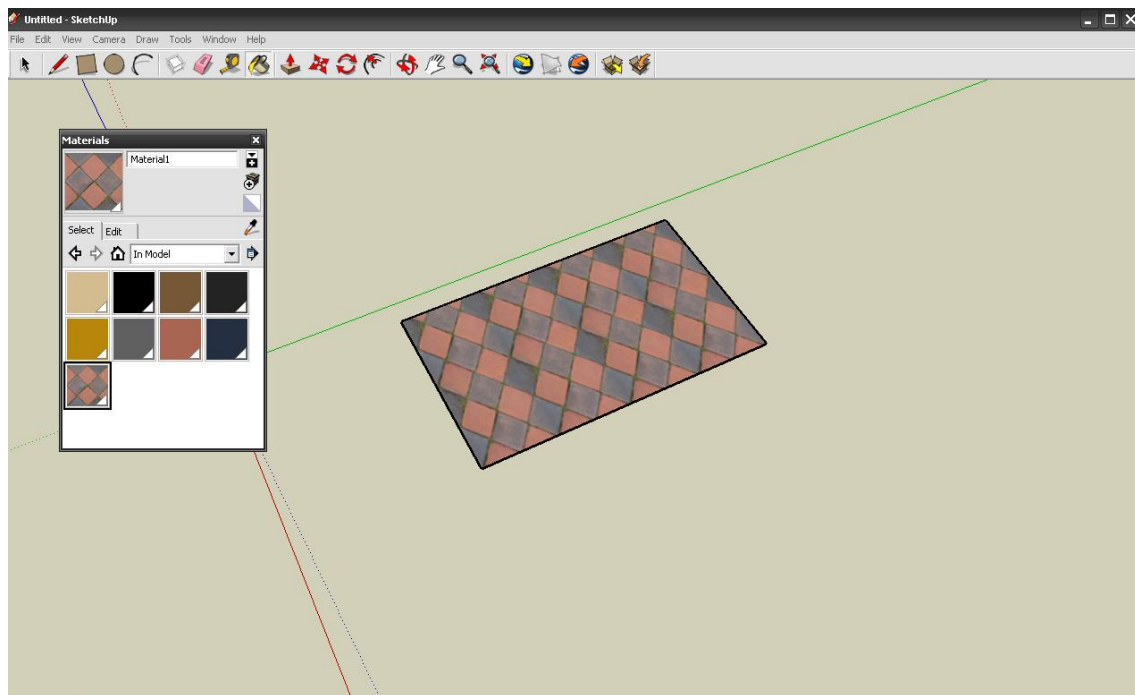 Untitled - SketchUp
File Edit View Camera Draw Tools Window Help
Materials
Material1
Select Edit
In Model